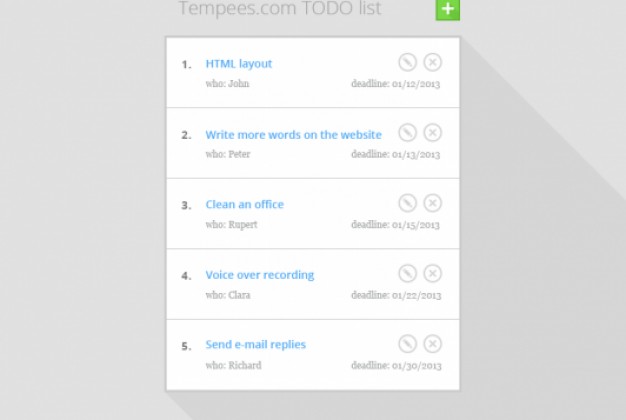 Tempees.com TODO list
1. HTML layout
who: John deadline: 01/12/2013
2. Write more words on the website
who: Peter deadline: 01/13/2013
3. Clean an office
who: Rupert deadline: 01/15/2013
4. Voice over recording
who: Clara deadline: 01/22/2013
5. Send e-mail replies
who: Richard deadline: 01/30/2013